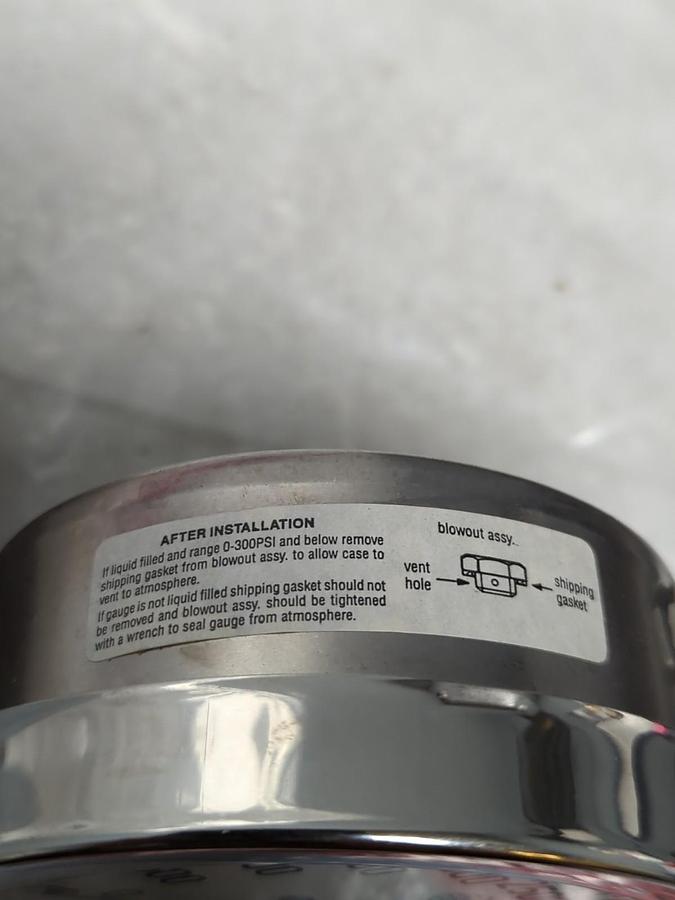 AFTER INSTALLATION
If liquid filled and range 0-300PSI and below remove
shipping gasket from blowout assy. to allow case to
vent to atmosphere.
If gauge is not liquid filled shipping gasket should not
be removed and blowout assy. should be tightened
with a wrench to seal gauge from atmosphere.
blowout assy.
vent
hole
shipping
gasket